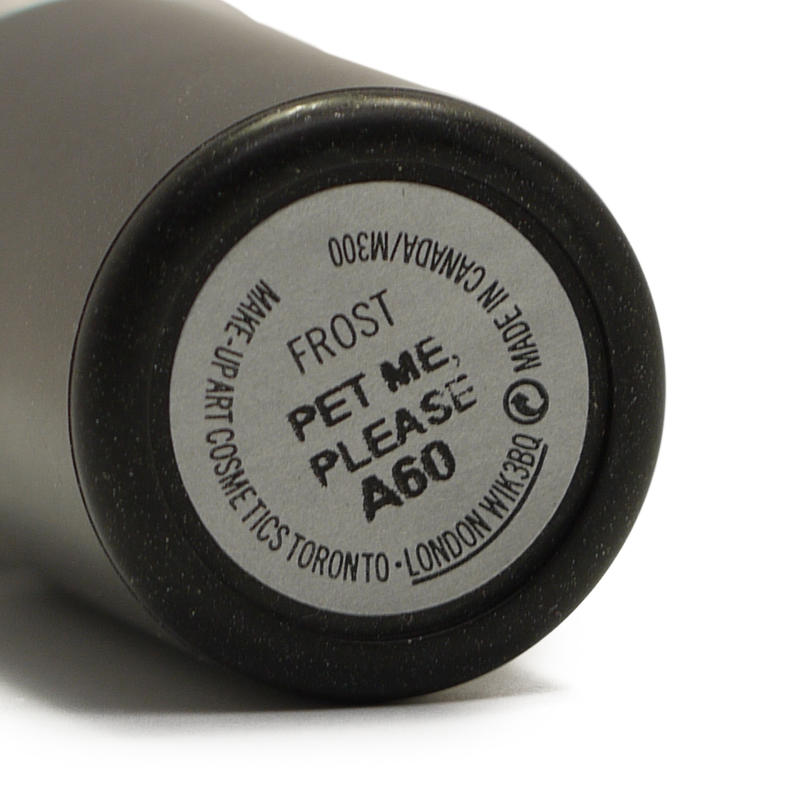 FROST
PET ME,
PLEASE
A60
MAKE-UP ART COSMETICS TORONTO · LONDON W1K3BQ
MADE IN CANADA/M300